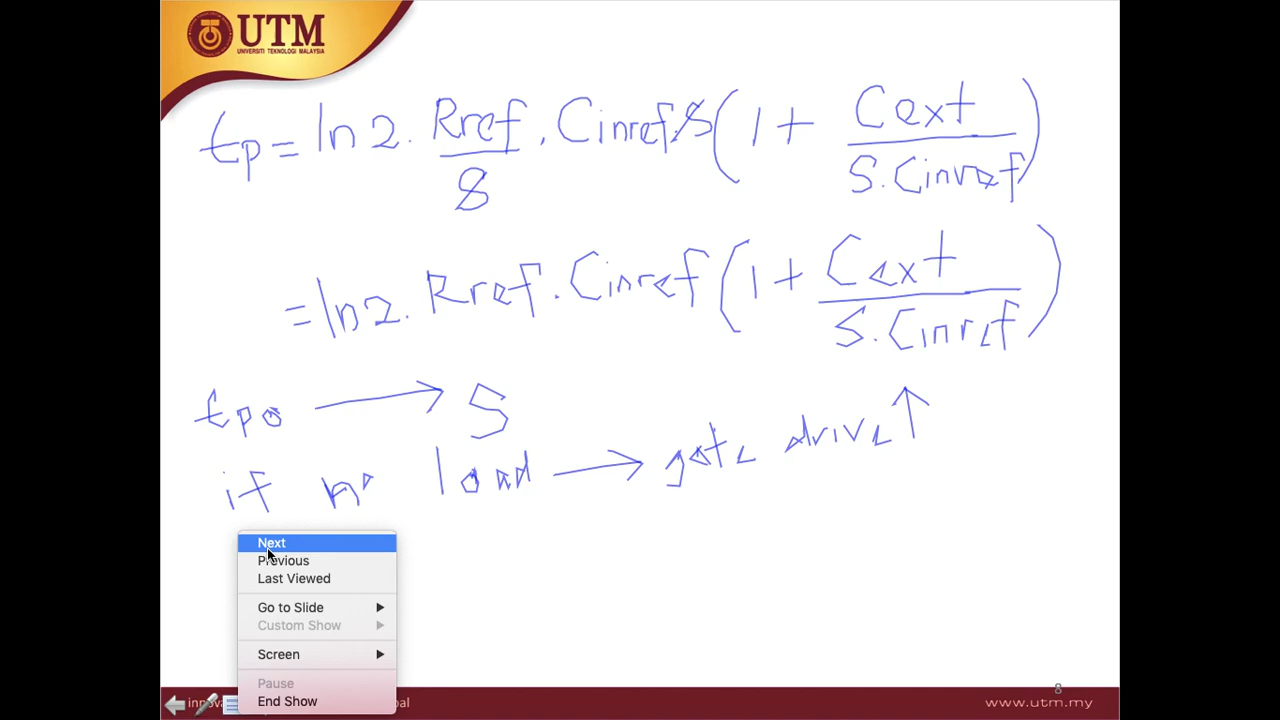 UTM
UNIVERSITI TEKNOLOGI MALAYSIA
tp = ln2. Rref/S . Cinref.S (1 + Cext/S.Cinref)
= ln2. Rref. Cinref (1 + Cext/S.Cinref)
tpo → S
if no load → gate drive ↑
Next
Previous
Last Viewed
Go to Slide
Custom Show
Screen
Pause
End Show
8
www.utm.my